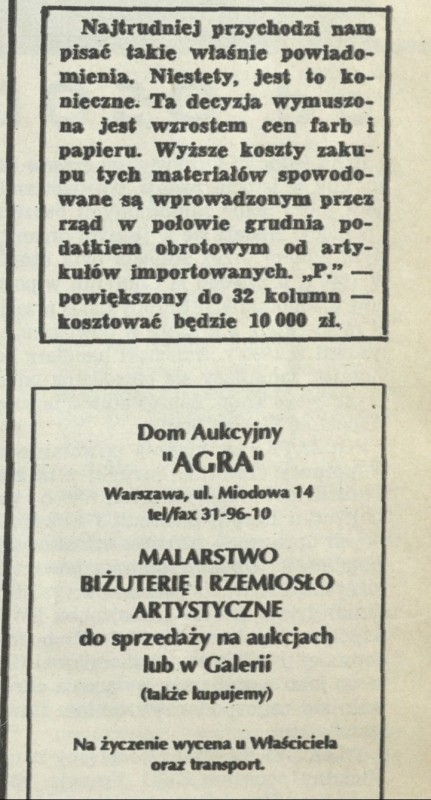 Najtrudniej przychodzi nam
pisać takie właśnie powiado-
mienia. Niestety, jest to ko-
nieczne. Ta decyzja wymuszo-
na jest wzrostem cen farb i
papieru. Wyższe koszty zaku-
pu tych materiałów spowodo-
wane są wprowadzonym przez
rząd w połowie grudnia po-
datkiem obrotowym od arty-
kułów importowanych. „P.” —
powiększony do 32 kolumn —
kosztować będzie 10 000 zł.
Dom Aukcyjny
"AGRA"
Warszawa, ul. Miodowa 14
tel/fax 31-96-10
MALARSTWO
BIŻUTERIĘ I RZEMIOSŁO
ARTYSTYCZNE
do sprzedaży na aukcjach
lub w Galerii
(także kupujemy)
Na życzenie wycena u Właściciela
oraz transport.